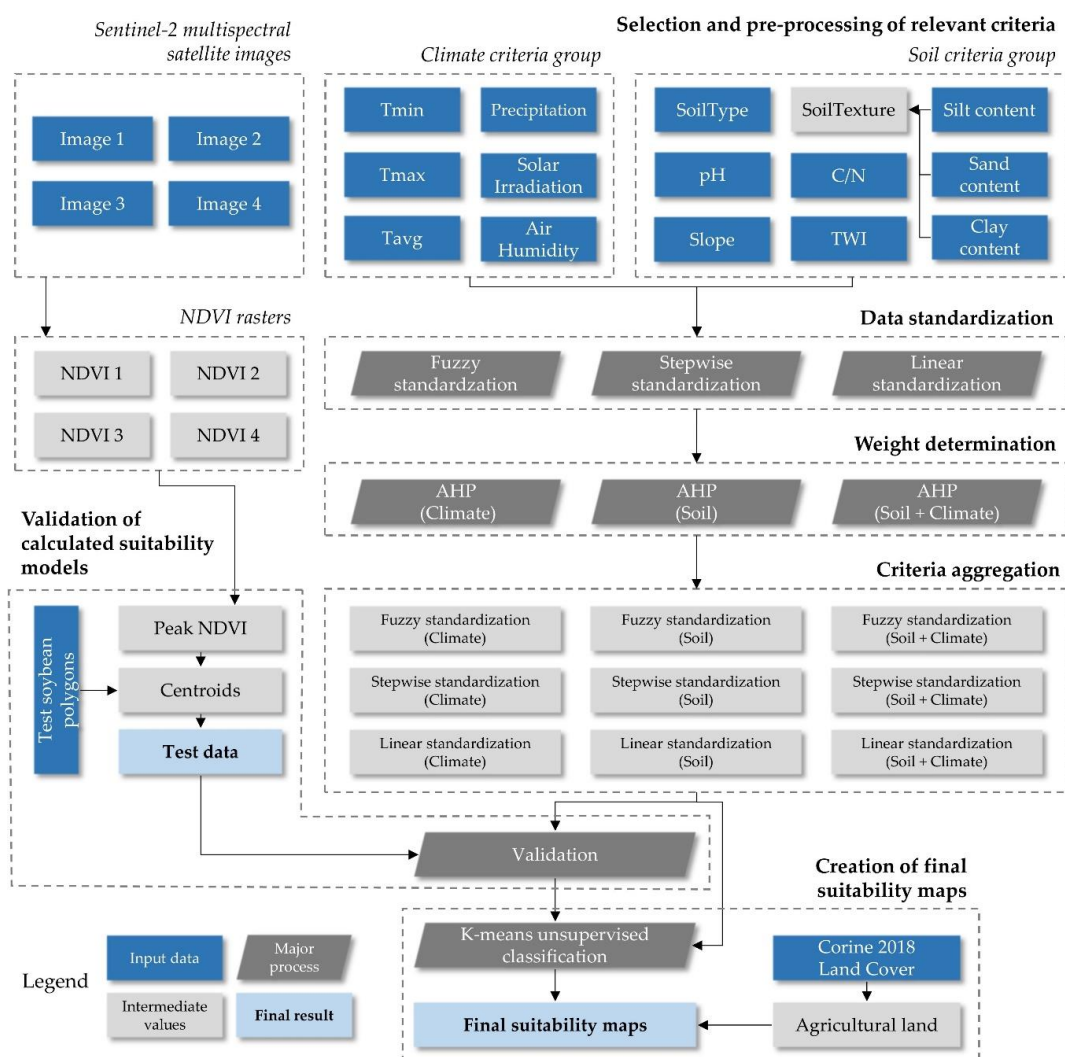 Sentinel-2 multispectral
satellite images
Image 1
Image 2
Image 3
Image 4
Selection and pre-processing of relevant criteria
Climate criteria group
Tmin
Precipitation
Tmax
Solar
Irradiation
Tavg
Air
Humidity
Soil criteria group
SoilType
SoilTexture
Silt content
pH
C/N
Sand
content
Slope
TWI
Clay
content
NDVI rasters
NDVI 1
NDVI 2
NDVI 3
NDVI 4
Data standardization
Fuzzy
standardzation
Stepwise
standardization
Linear
standardization
Weight determination
AHP
(Climate)
AHP
(Soil)
AHP
(Soil + Climate)
Validation of
calculated suitability
models
Test soybean
polygons
Peak NDVI
Centroids
Test data
Criteria aggregation
Fuzzy standardization
(Climate)
Fuzzy standardization
(Soil)
Fuzzy standardization
(Soil + Climate)
Stepwise standardization
(Climate)
Stepwise standardization
(Soil)
Stepwise standardization
(Soil + Climate)
Linear standardization
(Climate)
Linear standardization
(Soil)
Linear standardization
(Soil + Climate)
Validation
Creation of final
suitability maps
K-means unsupervised
classification
Corine 2018
Land Cover
Final suitability maps
Agricultural land
Legend
Input data
Major
process
Intermediate
values
Final result